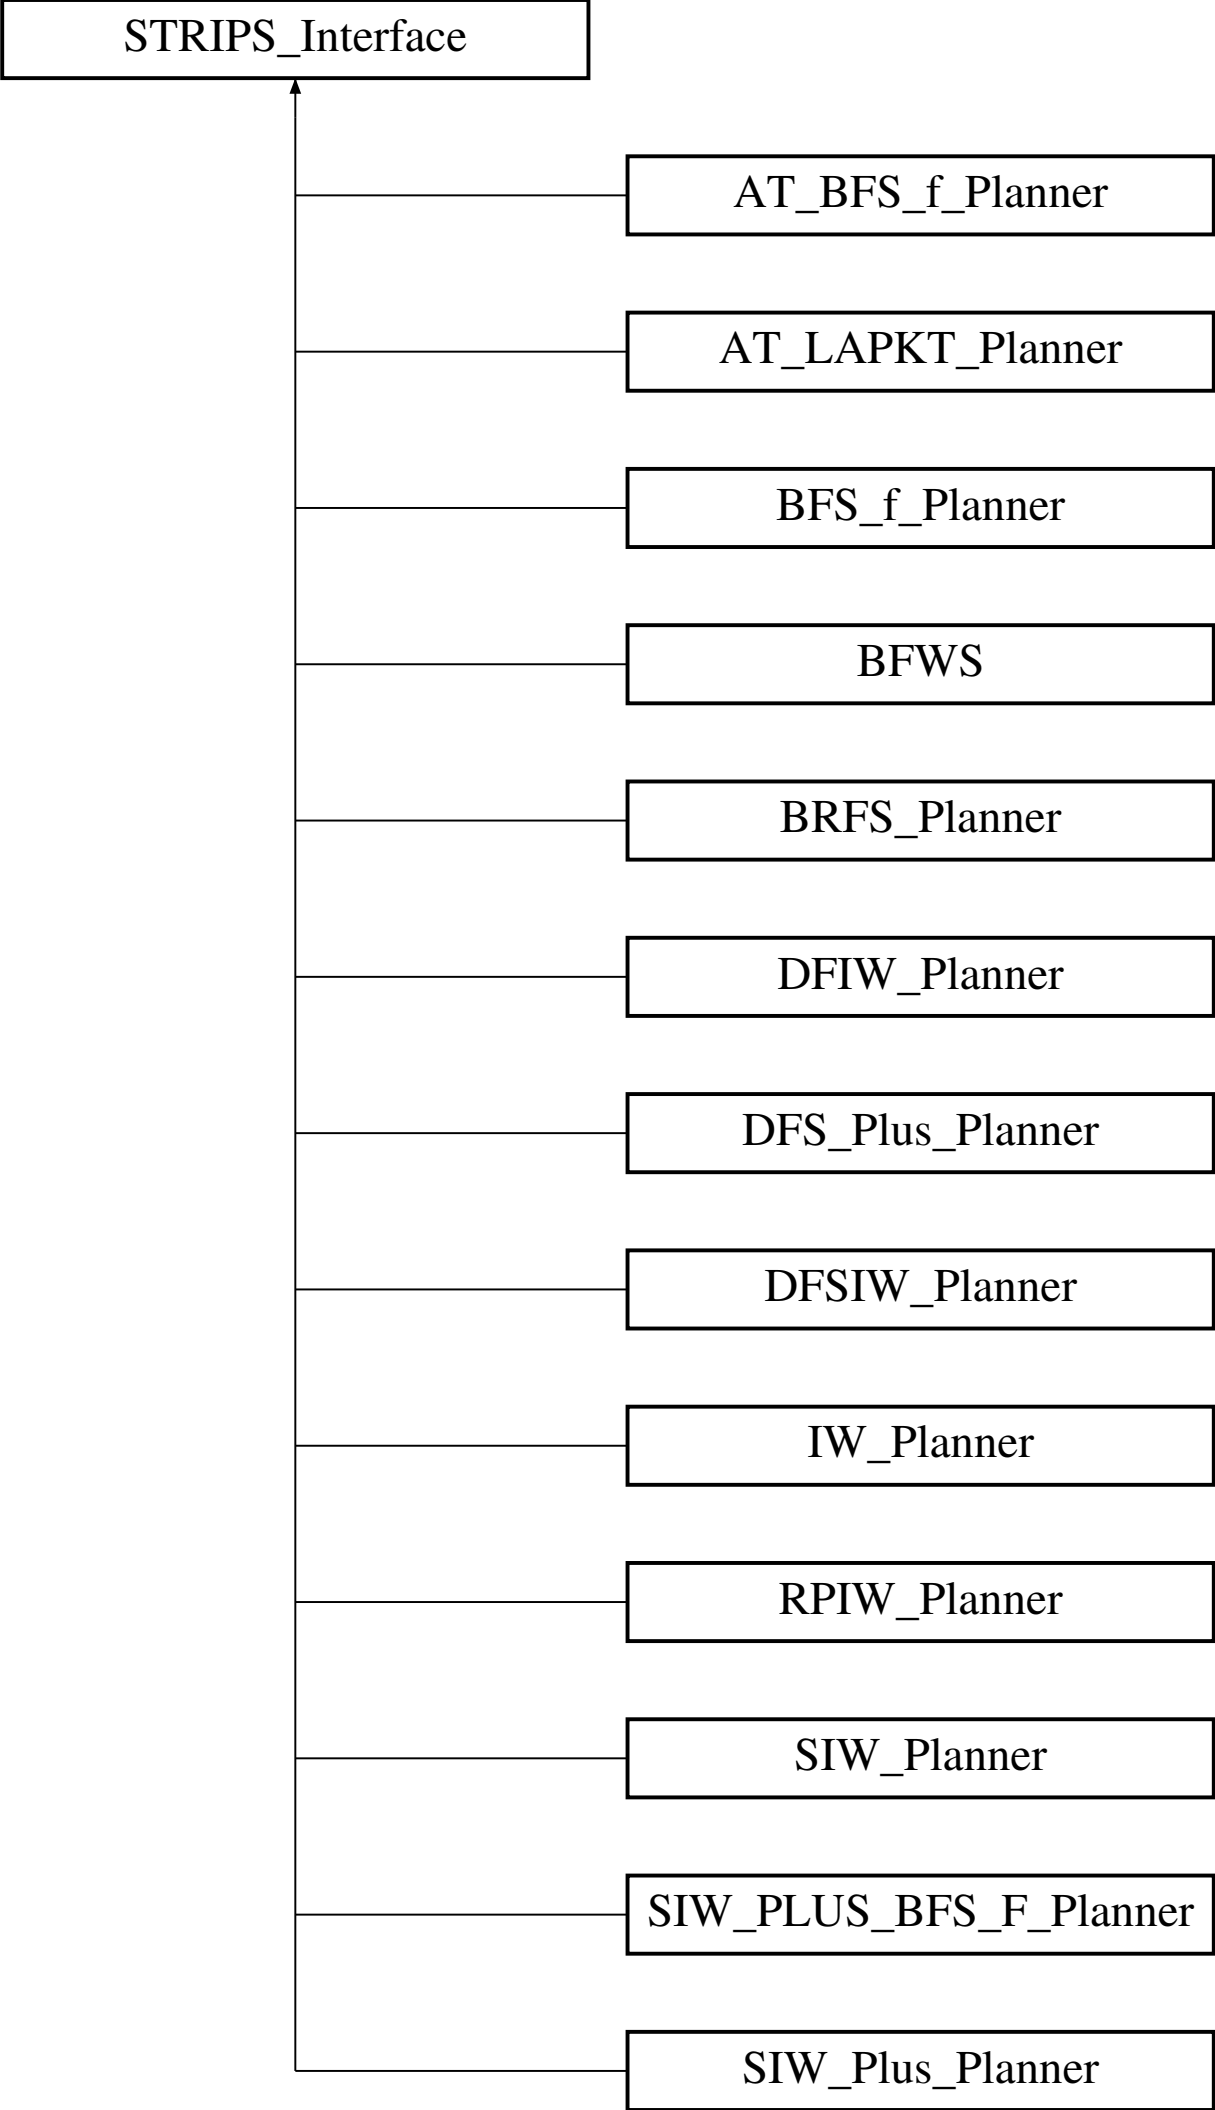 STRIPS_Interface
AT_BFS_f_Planner
AT_LAPKT_Planner
BFS_f_Planner
BFWS
BRFS_Planner
DFIW_Planner
DFS_Plus_Planner
DFSIW_Planner
IW_Planner
RPIW_Planner
SIW_Planner
SIW_PLUS_BFS_F_Planner
SIW_Plus_Planner